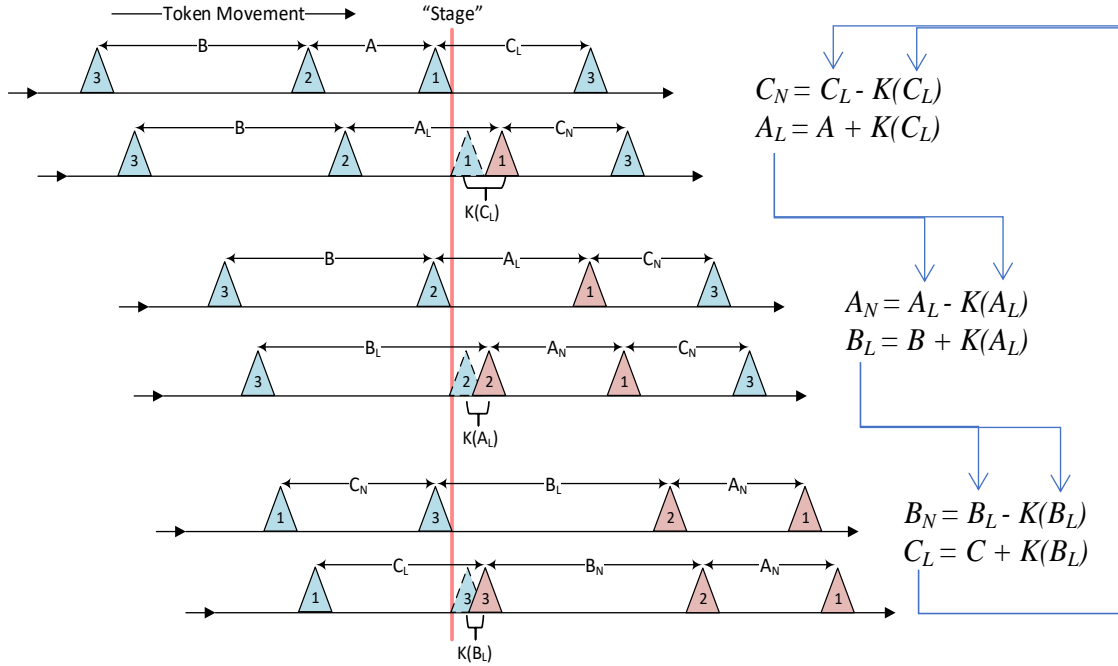 Token Movement
“Stage”
B A C_L
3 2 1 3
B A_L C_N
3 2 1 1 3
K(C_L)
B A_L C_N
3 2 1 3
B_L A_N C_N
3 2 2 1 3
K(A_L)
C_N B_L A_N
1 3 2 1
C_L B_N A_N
1 3 3 2 1
K(B_L)
C_N = C_L - K(C_L)
A_L = A + K(C_L)
A_N = A_L - K(A_L)
B_L = B + K(A_L)
B_N = B_L - K(B_L)
C_L = C + K(B_L)